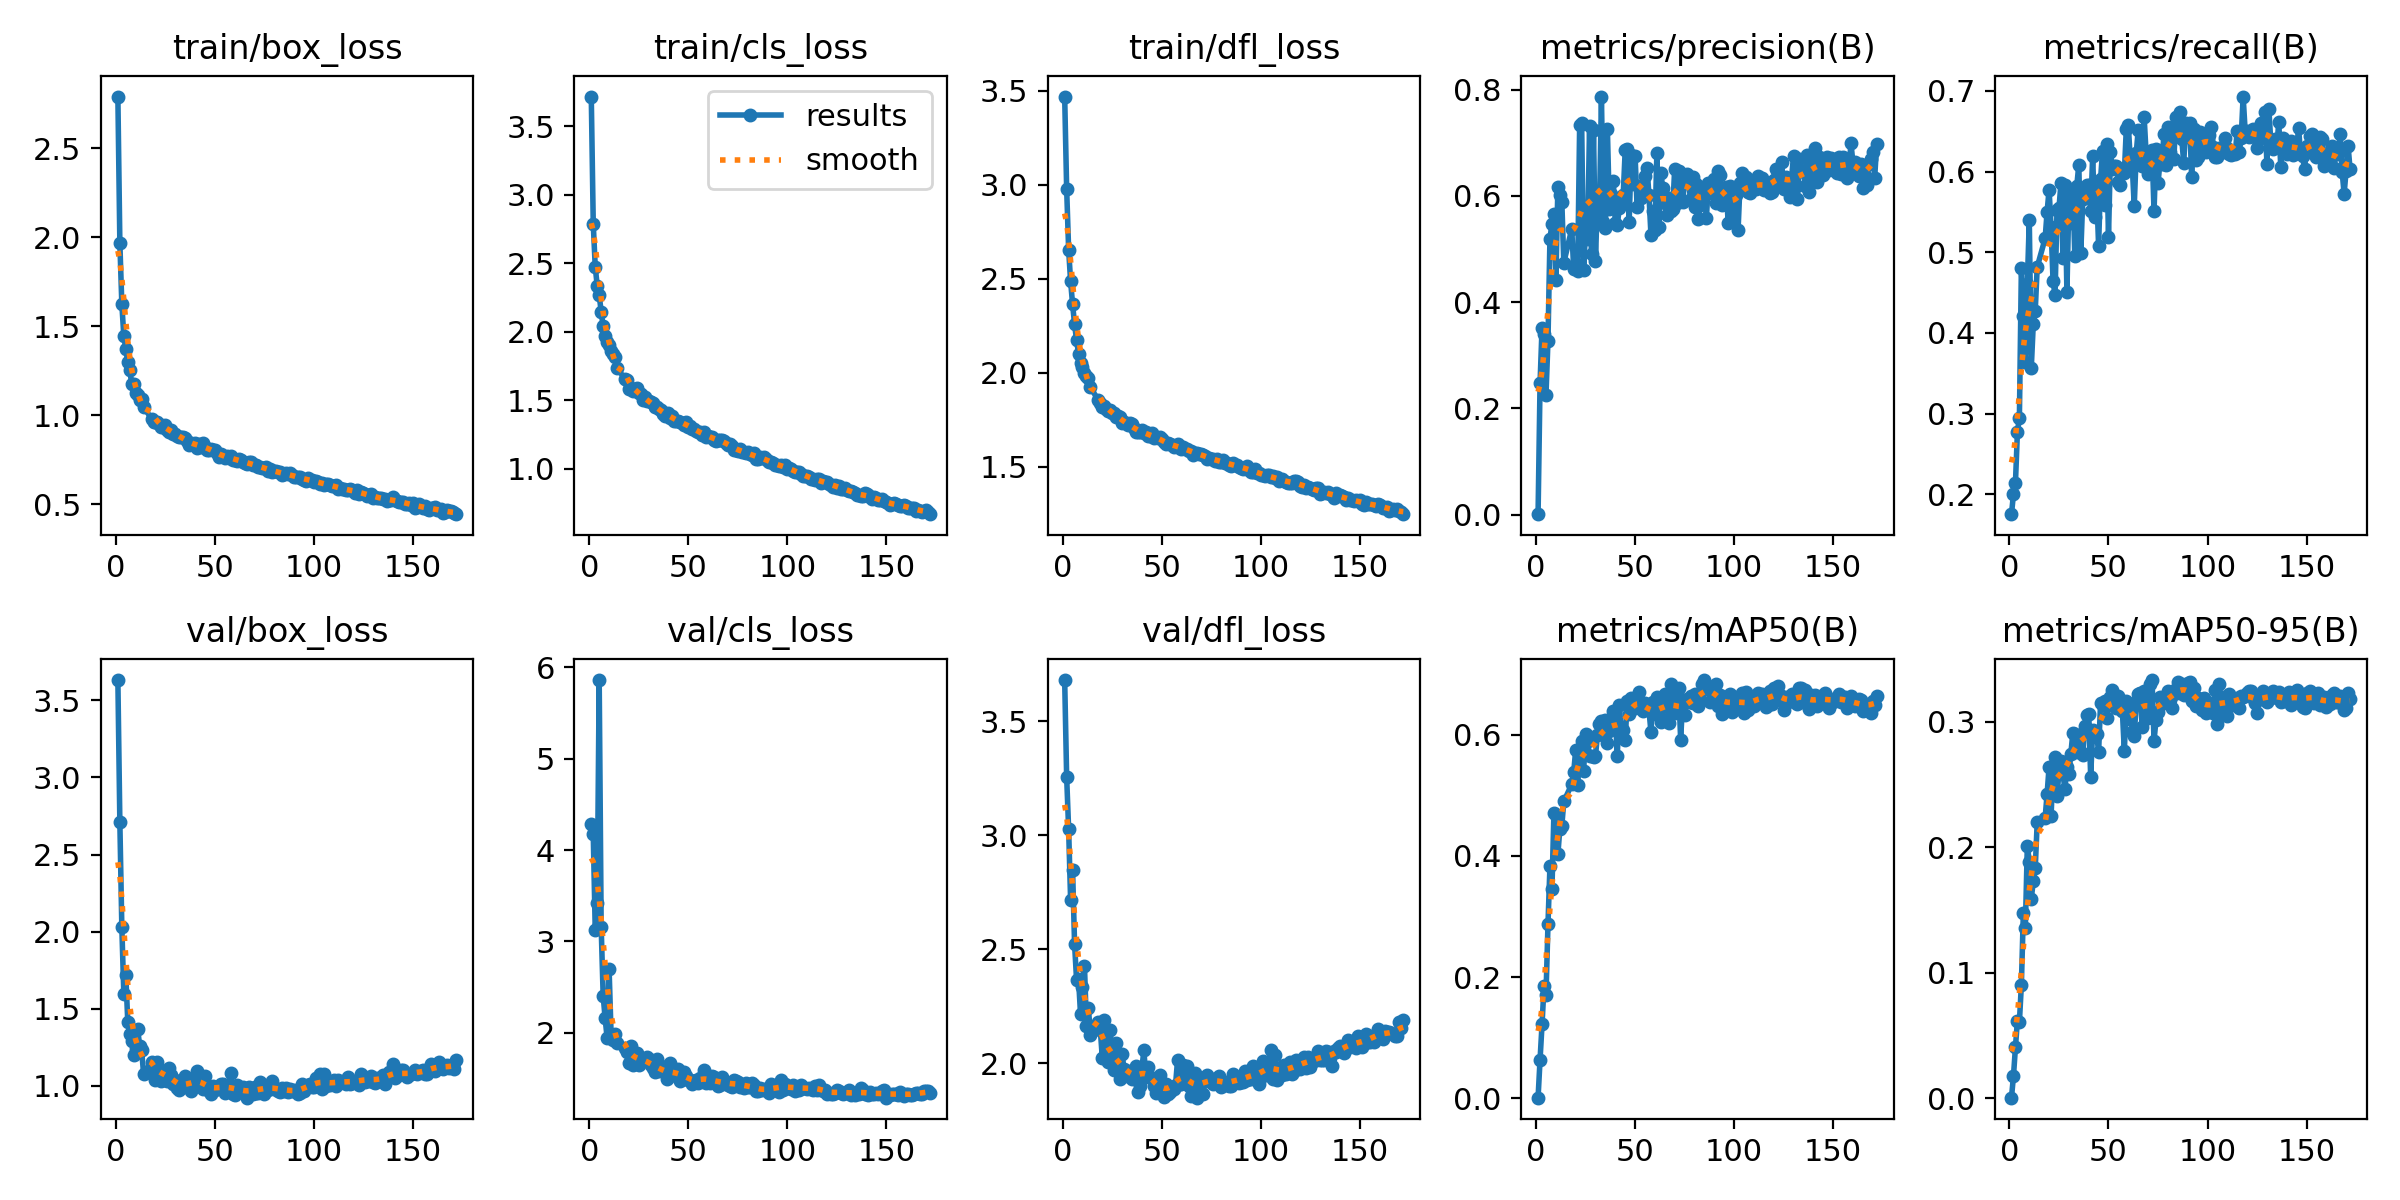 train/box_loss
train/cls_loss
train/dfl_loss
metrics/precision(B)
metrics/recall(B)
results
smooth
2.5
2.0
1.5
1.0
0.5
0 50 100 150
3.5
3.0
2.5
2.0
1.5
1.0
0 50 100 150
3.5
3.0
2.5
2.0
1.5
0 50 100 150
0.8
0.6
0.4
0.2
0.0
0 50 100 150
0.7
0.6
0.5
0.4
0.3
0.2
0 50 100 150
val/box_loss
val/cls_loss
val/dfl_loss
metrics/mAP50(B)
metrics/mAP50-95(B)
3.5
3.0
2.5
2.0
1.5
1.0
0 50 100 150
6
5
4
3
2
0 50 100 150
3.5
3.0
2.5
2.0
0 50 100 150
0.6
0.4
0.2
0.0
0 50 100 150
0.3
0.2
0.1
0.0
0 50 100 150